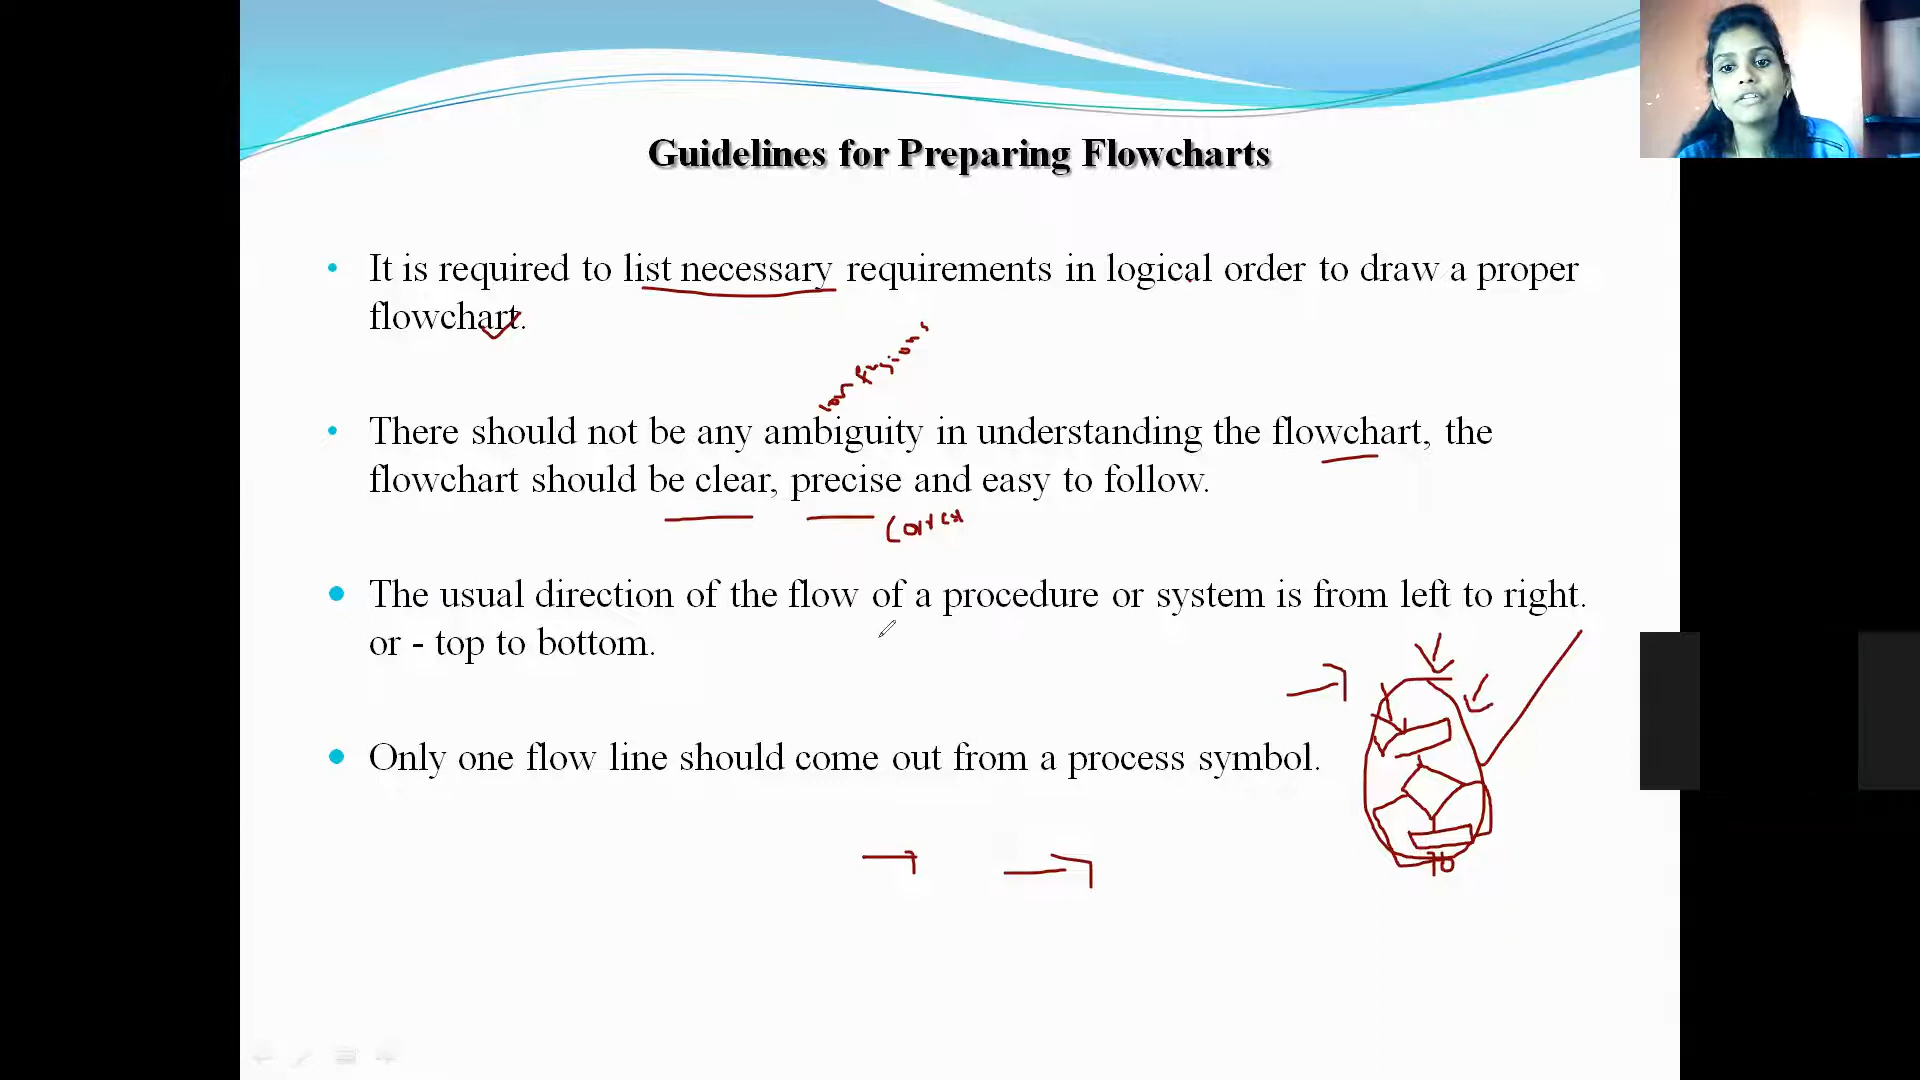 Guidelines for Preparing Flowcharts
• It is required to list necessary requirements in logical order to draw a proper
flowchart.
confusions
• There should not be any ambiguity in understanding the flowchart, the
flowchart should be clear, precise and easy to follow.
• The usual direction of the flow of a procedure or system is from left to right.
or - top to bottom.
• Only one flow line should come out from a process symbol.